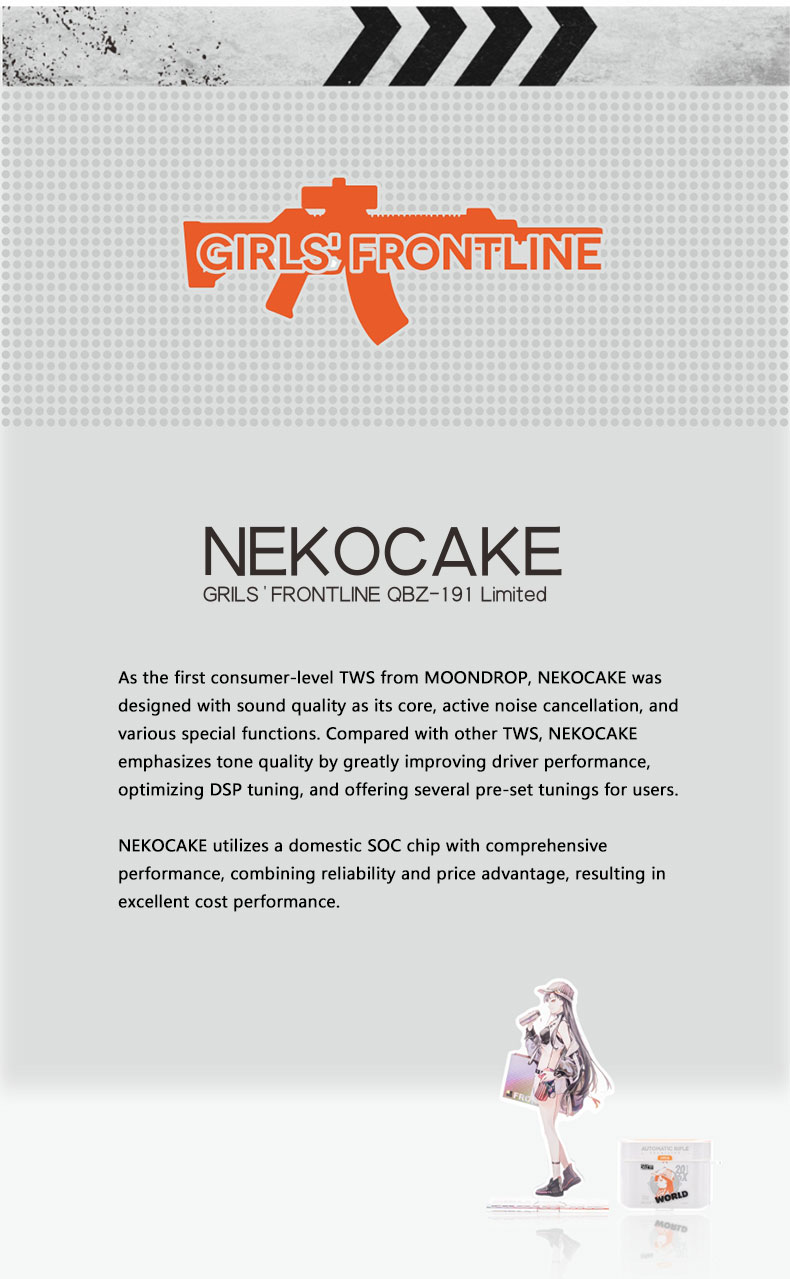 GIRLS' FRONTLINE
NEKOCAKE
GRILS'FRONTLINE QBZ-191 Limited
As the first consumer-level TWS from MOONDROP, NEKOCAKE was
designed with sound quality as its core, active noise cancellation, and
various special functions. Compared with other TWS, NEKOCAKE
emphasizes tone quality by greatly improving driver performance,
optimizing DSP tuning, and offering several pre-set tunings for users.
NEKOCAKE utilizes a domestic SOC chip with comprehensive
performance, combining reliability and price advantage, resulting in
excellent cost performance.
FRO
AUTOMATIC RIFLE
20
WORLD